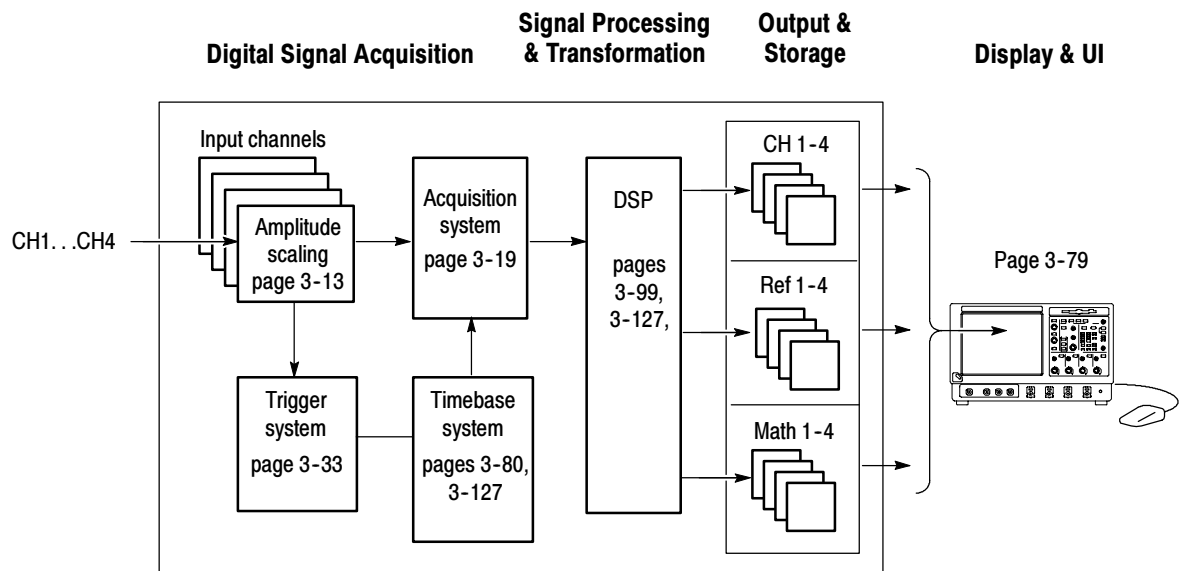 Signal Processing
& Transformation
Output &
Storage
Digital Signal Acquisition
Display & UI
Input channels
CH1. . .CH4
Amplitude
scaling
page 3-13
Acquisition
system
page 3-19
Trigger
system
page 3-33
Timebase
system
pages 3-80,
3-127
DSP
pages
3-99,
3-127,
CH 1-4
Ref 1-4
Math 1-4
Page 3-79